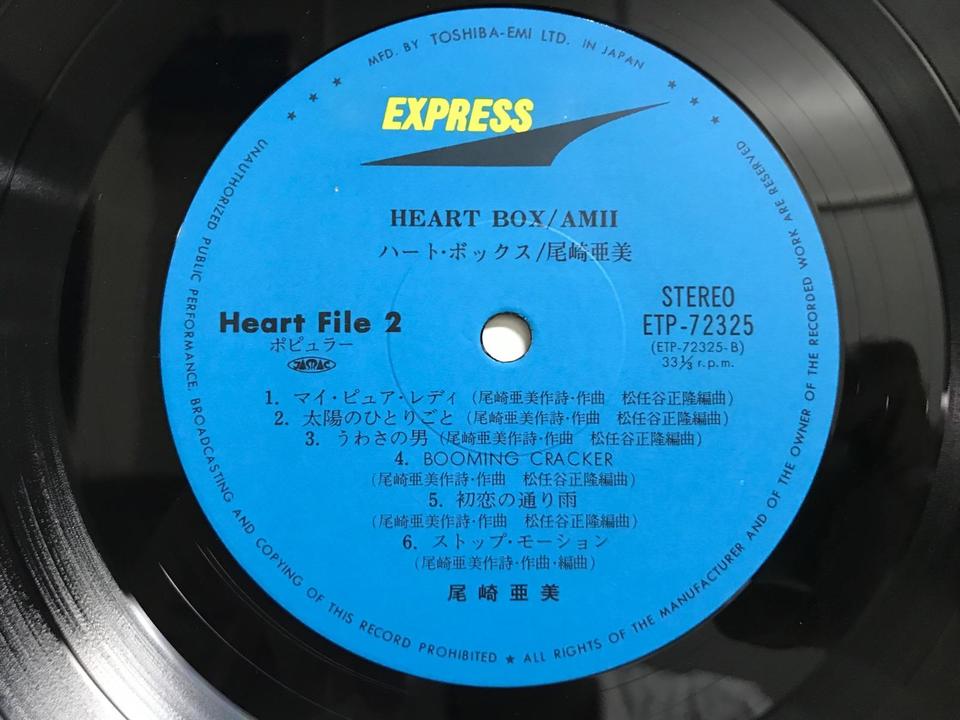 MFD. BY TOSHIBA-EMI LTD. IN JAPAN
EXPRESS
HEART BOX/AMII
ハート・ボックス/尾崎亜美
Heart File 2
ポピュラー
JASRAC
STEREO
ETP-72325
(ETP-72325-B)
33⅓ r.p.m.
1. マイ・ピュア・レディ (尾崎亜美作詩・作曲 松任谷正隆編曲)
2. 太陽のひとりごと (尾崎亜美作詩・作曲 松任谷正隆編曲)
3. うわさの男 (尾崎亜美作詩・作曲 松任谷正隆編曲)
4. BOOMING CRACKER
(尾崎亜美作詩・作曲 松任谷正隆編曲)
5. 初恋の通り雨
(尾崎亜美作詩・作曲 松任谷正隆編曲)
6. ストップ・モーション
(尾崎亜美作詩・作曲・編曲)
尾崎亜美
UNAUTHORIZED PUBLIC PERFORMANCE, BROADCASTING AND COPYING OF THIS RECORD PROHIBITED ★ ALL RIGHTS OF THE MANUFACTURER AND OF THE OWNER OF THE RECORDED WORK ARE RESERVED